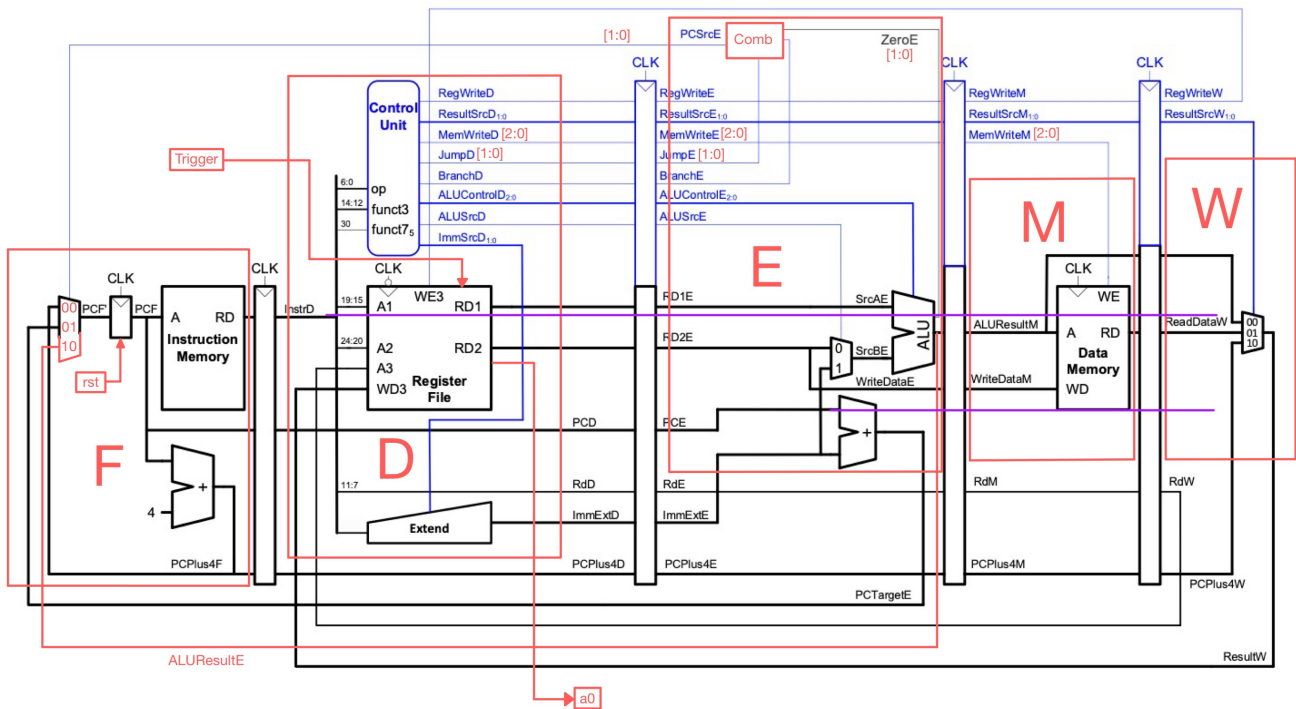 [1:0]
PCSrcE
Comb
ZeroE
[1:0]
CLK
CLK
CLK
Control
Unit
RegWriteD
RegWriteE
RegWriteM
RegWriteW
ResultSrcD1:0
ResultSrcE1:0
ResultSrcM1:0
ResultSrcW1:0
MemWriteD [2:0]
MemWriteE [2:0]
MemWriteM [2:0]
JumpD [1:0]
JumpE [1:0]
Trigger
BranchD
BranchE
6:0
op
ALUControlD2:0
ALUControlE2:0
14:12
funct3
ALUSrcD
ALUSrcE
30
funct75
ImmSrcD1:0
M
W
E
CLK
CLK
CLK
CLK
WE3
WE
00
01
10
PCF'
PCF
A
RD
Instruction
Memory
InstrD
19:15
A1
RD1
RD1E
SrcAE
24:20
A2
RD2
RD2E
A3
WD3
Register
File
0
1
SrcBE
ALU
ALUResultM
A
RD
Data
Memory
WD
ReadDataW
00
01
10
WriteDataE
WriteDataM
rst
PCD
PCE
+
F
D
+
4
11:7
RdD
RdE
RdM
RdW
Extend
ImmExtD
ImmExtE
PCPlus4F
PCPlus4D
PCPlus4E
PCPlus4M
PCPlus4W
PCTargetE
ALUResultE
ResultW
a0